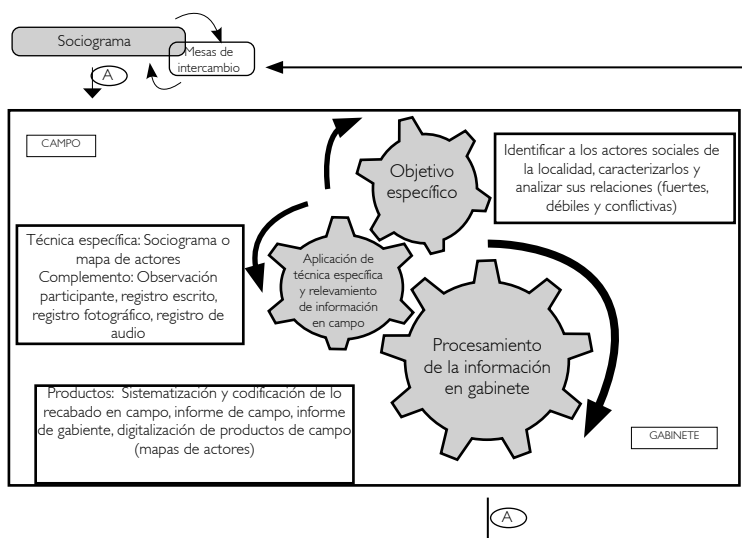 Sociograma
Mesas de
intercambio
A
CAMPO
Objetivo
específico
Identificar a los actores sociales de
la localidad, caracterizarlos y
analizar sus relaciones (fuertes,
débiles y conflictivas)
Técnica específica: Sociograma o
mapa de actores
Complemento: Observación
participante, registro escrito,
registro fotográfico, registro de
audio
Aplicación de
técnica específica
y relevamiento
de información
en campo
Procesamiento
de la información
en gabinete
Productos: Sistematización y codificación de lo
recabado en campo, informe de campo, informe
de gabiente, digitalización de productos de campo
(mapas de actores)
GABINETE
A